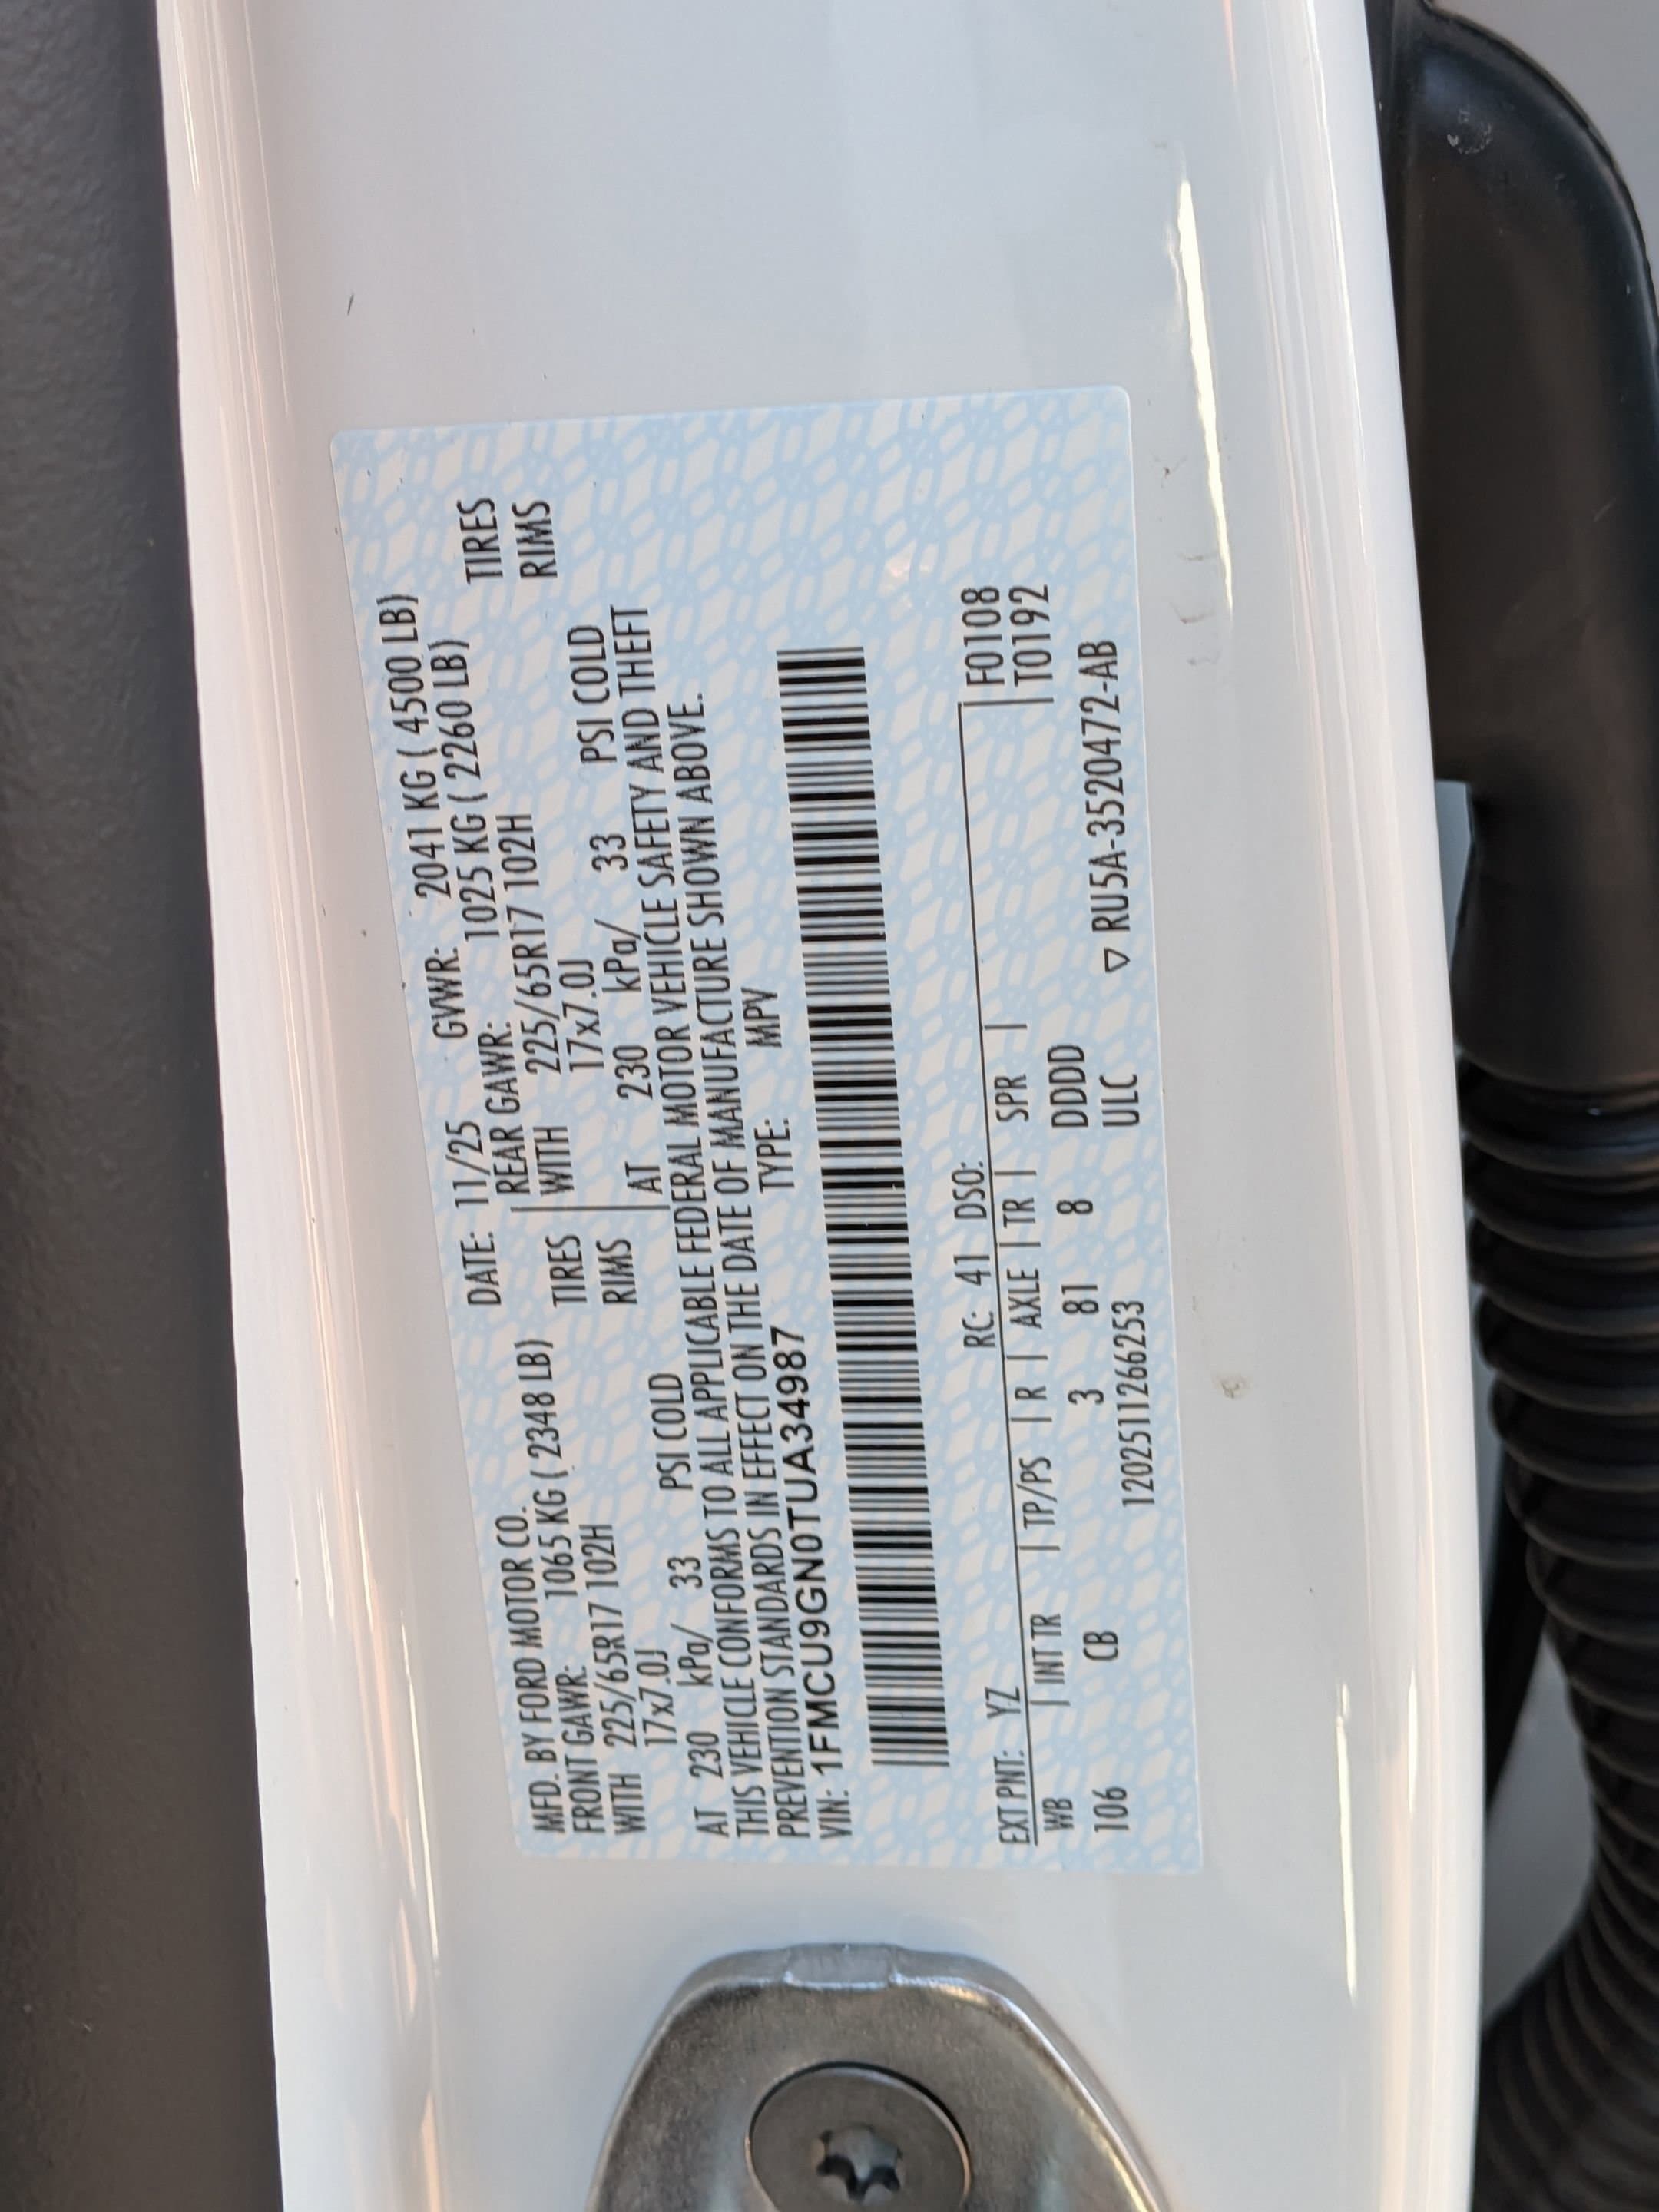 MFD. BY FORD MOTOR CO. DATE: 11/25 GVWR: 2041 KG ( 4500 LB)
FRONT GAWR: 1065 KG ( 2348 LB) REAR GAWR: 1025 KG ( 2260 LB)
WITH 225/65R17 102H TIRES WITH 225/65R17 102H TIRES
17x7.0J RIMS 17x7.0J RIMS
AT 230 kPa/ 33 PSI COLD AT 230 kPa/ 33 PSI COLD
THIS VEHICLE CONFORMS TO ALL APPLICABLE FEDERAL MOTOR VEHICLE SAFETY AND THEFT
PREVENTION STANDARDS IN EFFECT ON THE DATE OF MANUFACTURE SHOWN ABOVE.
VIN: 1FMCU9GN0TUA34987 TYPE: MPV
EXT PNT: YZ RC: 41 DSO: F0108
WB | INT TR | TP/PS | R | AXLE | TR | SPR | T0192
106 CB 3 81 8 DDDD
1202511266253 ULC ▽ RU5A-3520472-AB